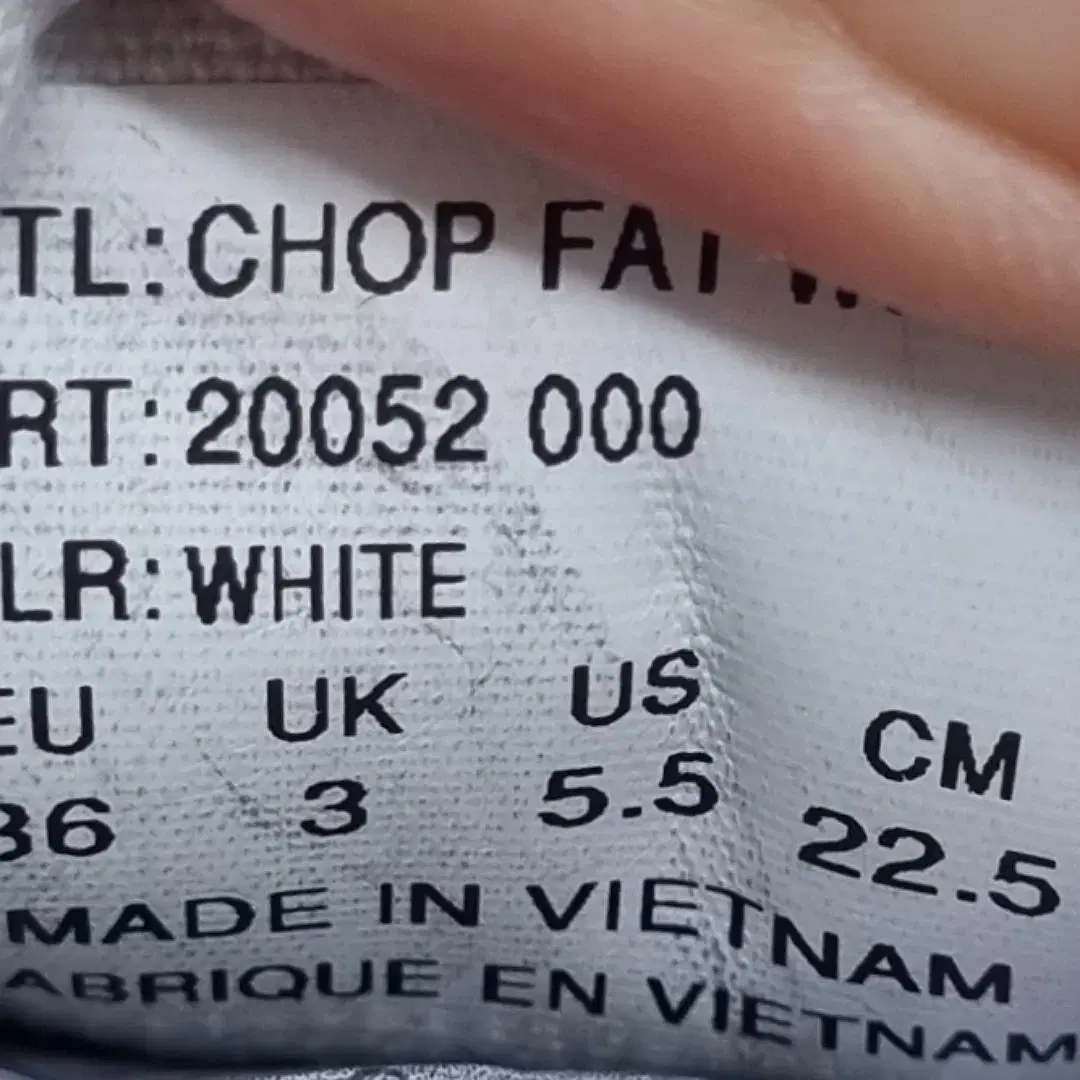 TL: CHOP FAT
RT: 20052 000
LR: WHITE
EU UK US CM
36 3 5.5 22.5
MADE IN VIETNAM
ABRIQUE EN VIETNAM